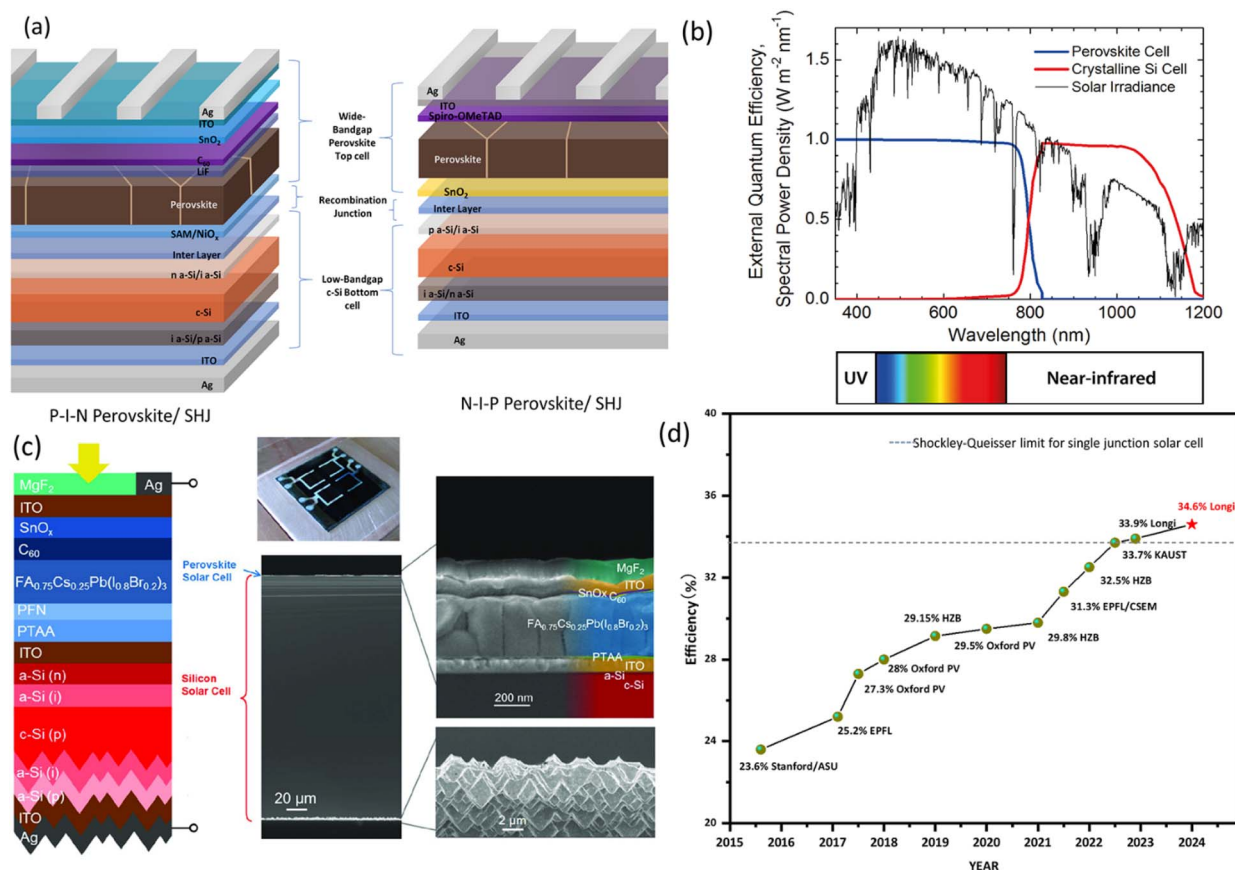 (a)
Ag
ITO
SnO₂
C₆₀
LiF
Perovskite
SAM/NiOₓ
Inter Layer
n a-Si/i a-Si
c-Si
i a-Si/p a-Si
ITO
Ag
P-I-N Perovskite/ SHJ
Wide-
Bandgap
Perovskite
Top cell
Recombination
Junction
Low-Bandgap
c-Si Bottom
cell
Ag
ITO
Spiro-OMeTAD
Perovskite
SnO₂
Inter Layer
p a-Si/i a-Si
c-Si
i a-Si/n a-Si
ITO
Ag
N-I-P Perovskite/ SHJ
(b)
External Quantum Efficiency,
Spectral Power Density (W m⁻² nm⁻¹)
1.5
1.0
0.5
0.0
Perovskite Cell
Crystalline Si Cell
Solar Irradiance
400 600 800 1000 1200
Wavelength (nm)
UV
Near-infrared
(c)
MgF₂
Ag
ITO
SnOₓ
C₆₀
FA₀.₇₅Cs₀.₂₅Pb(I₀.₈Br₀.₂)₃
PFN
PTAA
ITO
a-Si (n)
a-Si (i)
c-Si (p)
a-Si (i)
a-Si (p)
ITO
Ag
Perovskite
Solar Cell
Silicon
Solar Cell
20 µm
MgF₂
ITO
SnOx
C₆₀
FA₀.₇₅Cs₀.₂₅Pb(I₀.₈Br₀.₂)₃
PTAA
ITO
a-Si
c-Si
200 nm
2 µm
(d)
Efficiency (%)
40
36
32
28
24
20
Shockley-Queisser limit for single junction solar cell
34.6% Longi
33.9% Longi
33.7% KAUST
32.5% HZB
31.3% EPFL/CSEM
29.8% HZB
29.15% HZB
29.5% Oxford PV
28% Oxford PV
27.3% Oxford PV
25.2% EPFL
23.6% Stanford/ASU
2015 2016 2017 2018 2019 2020 2021 2022 2023 2024
YEAR